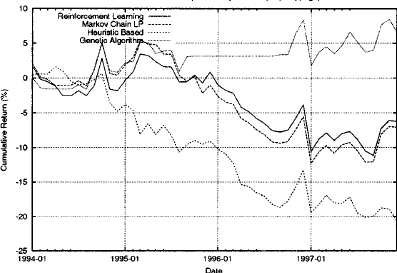 Reinforcement Learning
Markov Chain LP
Heuristic Based
Genetic Algorithm
10
5
0
-5
-10
-15
-20
-25
Cumulative Return (%)
1994-01
1995-01
1996-01
1997-01
Date